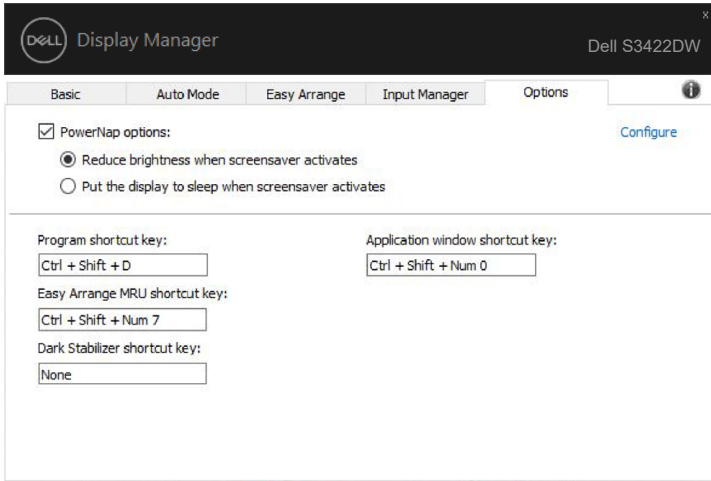 x
DELL Display Manager
Dell S3422DW
Basic Auto Mode Easy Arrange Input Manager Options
PowerNap options: Configure
Reduce brightness when screensaver activates
Put the display to sleep when screensaver activates
Program shortcut key: Application window shortcut key:
Ctrl + Shift + D Ctrl + Shift + Num 0
Easy Arrange MRU shortcut key:
Ctrl + Shift + Num 7
Dark Stabilizer shortcut key:
None